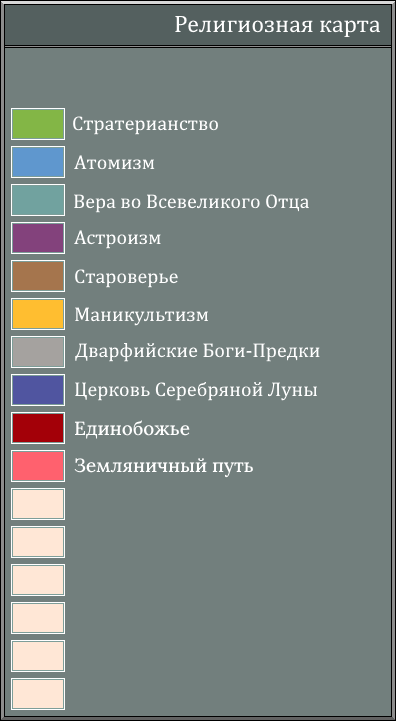 Религиозная карта
Стратерианство
Атомизм
Вера во Всевеликого Отца
Астроизм
Староверье
Маникультизм
Дварфийские Боги-Предки
Церковь Серебряной Луны
Единобожье
Земляничный путь